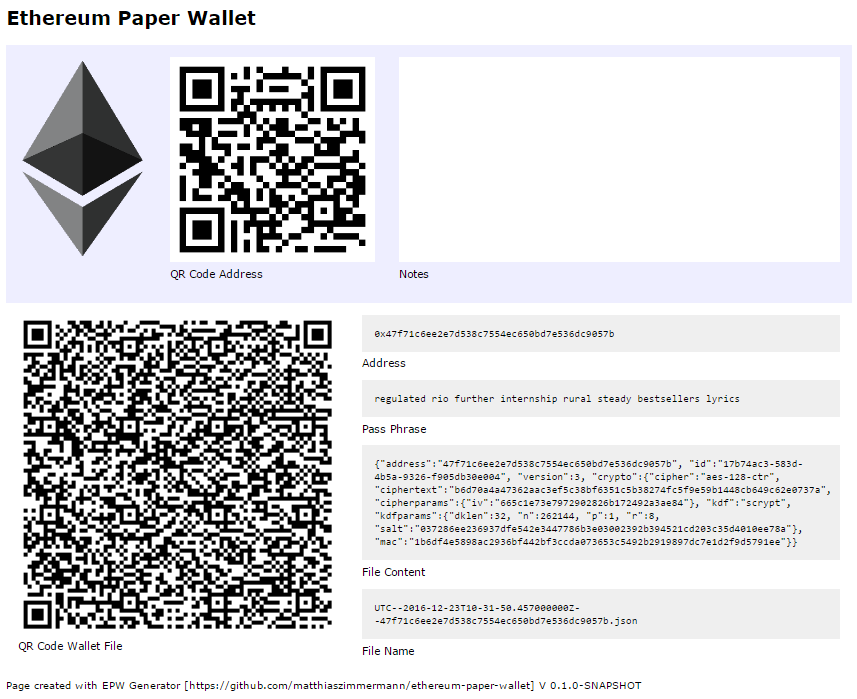 Ethereum Paper Wallet
QR Code Address
Notes
0x47f71c6ee2e7d538c7554ec650bd7e536dc9057b
Address
regulated rio further internship rural steady bestsellers lyrics
Pass Phrase
{"address":"47f71c6ee2e7d538c7554ec650bd7e536dc9057b", "id":"17b74ac3-583d-
4b5a-9326-f905db30e004", "version":3, "crypto":{"cipher":"aes-128-ctr",
"ciphertext":"b6d70a4a47362aac3ef5c38bf6351c5b38274fc5f9e59b1448cb649c62e0737a",
"cipherparams":{"iv":"665c1e73e7972902826b172492a3ae84"}, "kdf":"scrypt",
"kdfparams":{"dklen":32, "n":262144, "p":1, "r":8,
"salt":"037286ee236937dfe542e3447786b3e03002392b394521cd203c35d4010ee78a"},
"mac":"1b6df4e5898ac2936bf442bf3ccda073653c5492b2919897dc7e1d2f9d5791ee"}}
File Content
UTC--2016-12-23T10-31-50.457000000Z-
-47f71c6ee2e7d538c7554ec650bd7e536dc9057b.json
QR Code Wallet File
File Name
Page created with EPW Generator [https://github.com/matthiaszimmermann/ethereum-paper-wallet] V 0.1.0-SNAPSHOT